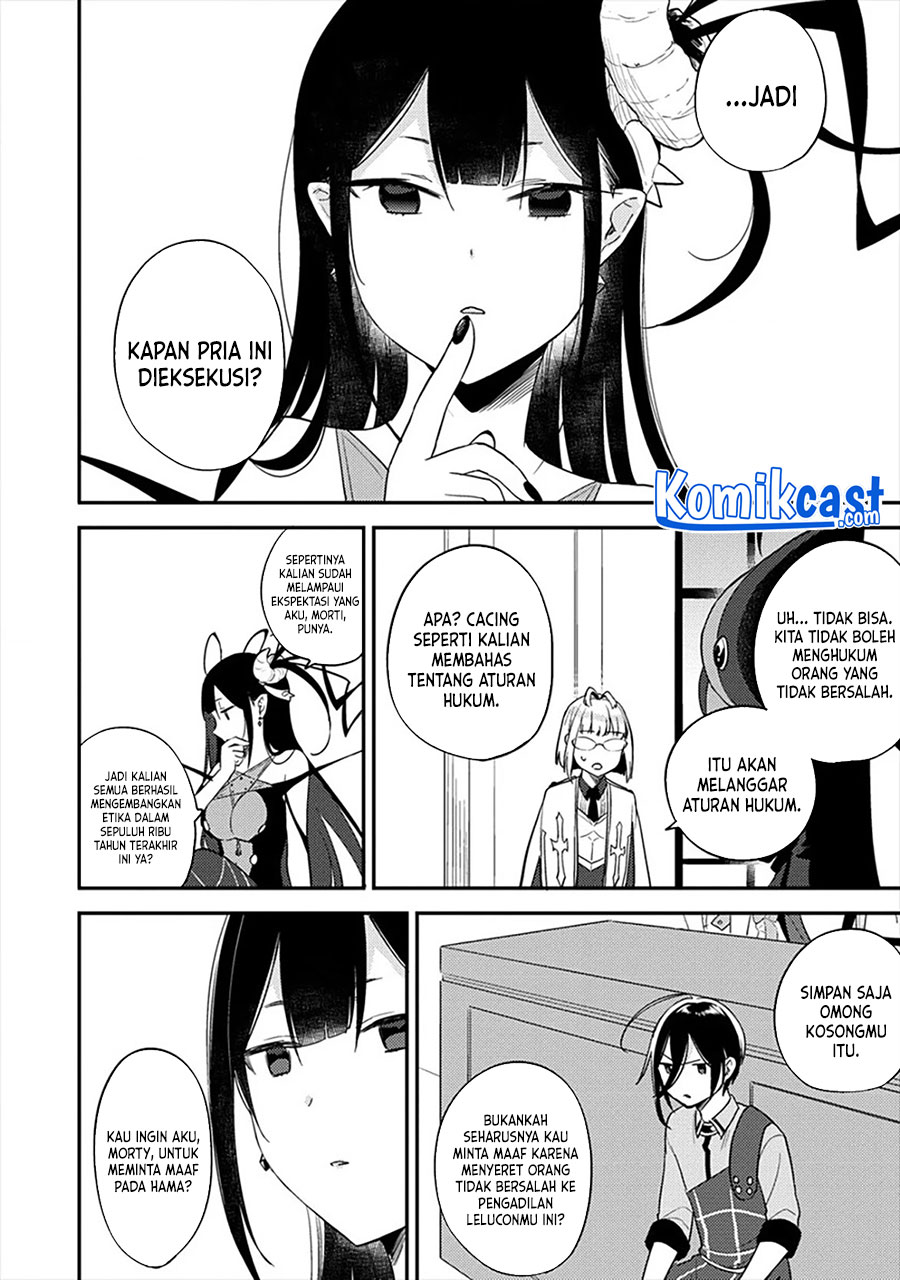 ...JADI
KAPAN PRIA INI
DIEKSEKUSI?
Komikcast
.com
UH... TIDAK BISA.
KITA TIDAK BOLEH
MENGHUKUM
ORANG YANG
TIDAK BERSALAH.
ITU AKAN
MELANGGAR
ATURAN HUKUM.
APA? CACING
SEPERTI KALIAN
MEMBAHAS
TENTANG ATURAN
HUKUM.
SEPERTINYA
KALIAN SUDAH
MELAMPAUI
EKSPEKTASI YANG
AKU, MORTI,
PUNYA.
JADI KALIAN
SEMUA BERHASIL
MENGEMBANGKAN
ETIKA DALAM
SEPULUH RIBU
TAHUN TERAKHIR
INI YA?
SIMPAN SAJA
OMONG
KOSONGMU
ITU.
BUKANKAH
SEHARUSNYA KAU
MINTA MAAF KARENA
MENYERET ORANG
TIDAK BERSALAH KE
PENGADILAN
LELUCONMU INI?
KAU INGIN AKU,
MORTY, UNTUK
MEMINTA MAAF
PADA HAMA?